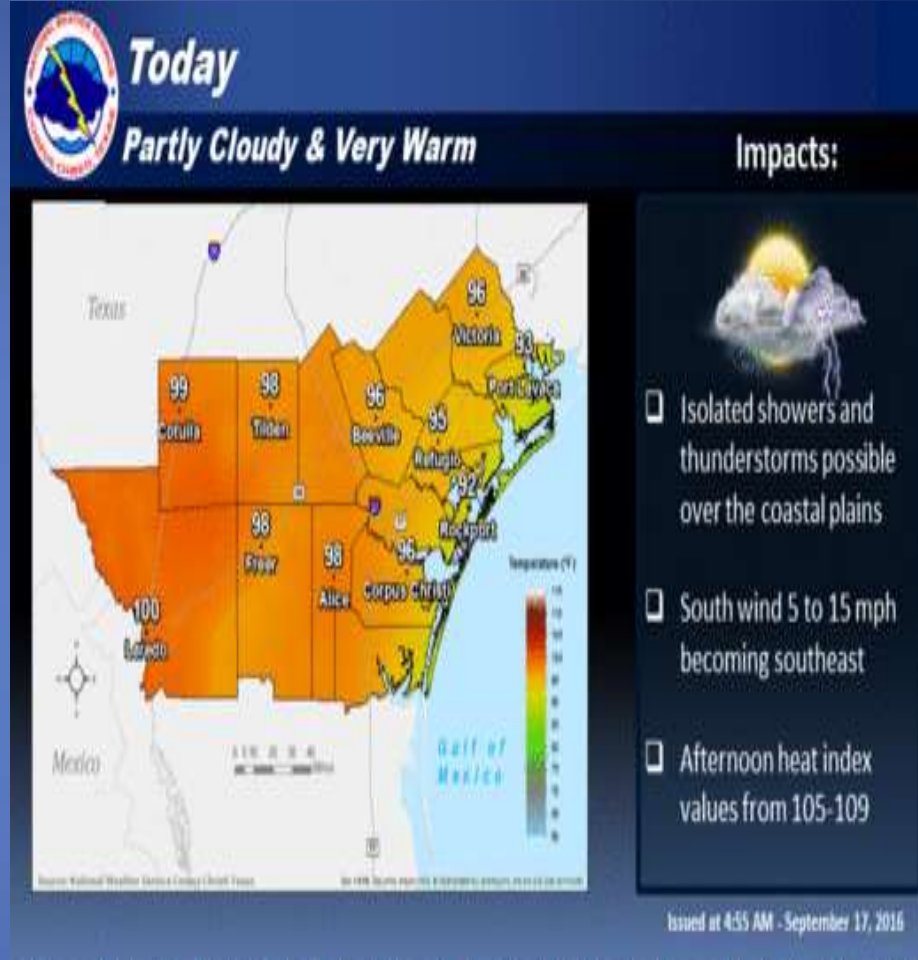 Today
Partly Cloudy & Very Warm
Impacts:
Texas
96
Victoria
93
Port Lavaca
99
Cotulla
98
Tilden
96
Beeville
95
Refugio
92
Rockport
98
Freer
98
Alice
96
Corpus Christi
100
Laredo
Temperature (°F)
Mexico
Gulf of
Mexico
Isolated showers and
thunderstorms possible
over the coastal plains
South wind 5 to 15 mph
becoming southeast
Afternoon heat index
values from 105-109
Issued at 4:55 AM - September 17, 2016